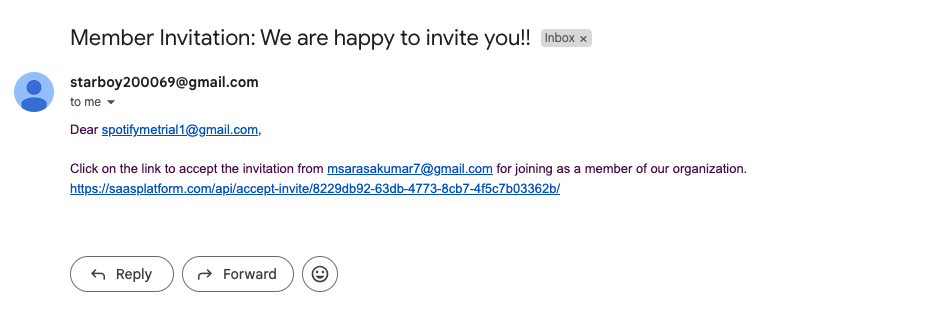 Member Invitation: We are happy to invite you!! Inbox ×
starboy200069@gmail.com
to me
Dear spotifymetrial1@gmail.com,
Click on the link to accept the invitation from msarasakumar7@gmail.com for joining as a member of our organization.
https://saasplatform.com/api/accept-invite/8229db92-63db-4773-8cb7-4f5c7b03362b/
Reply Forward